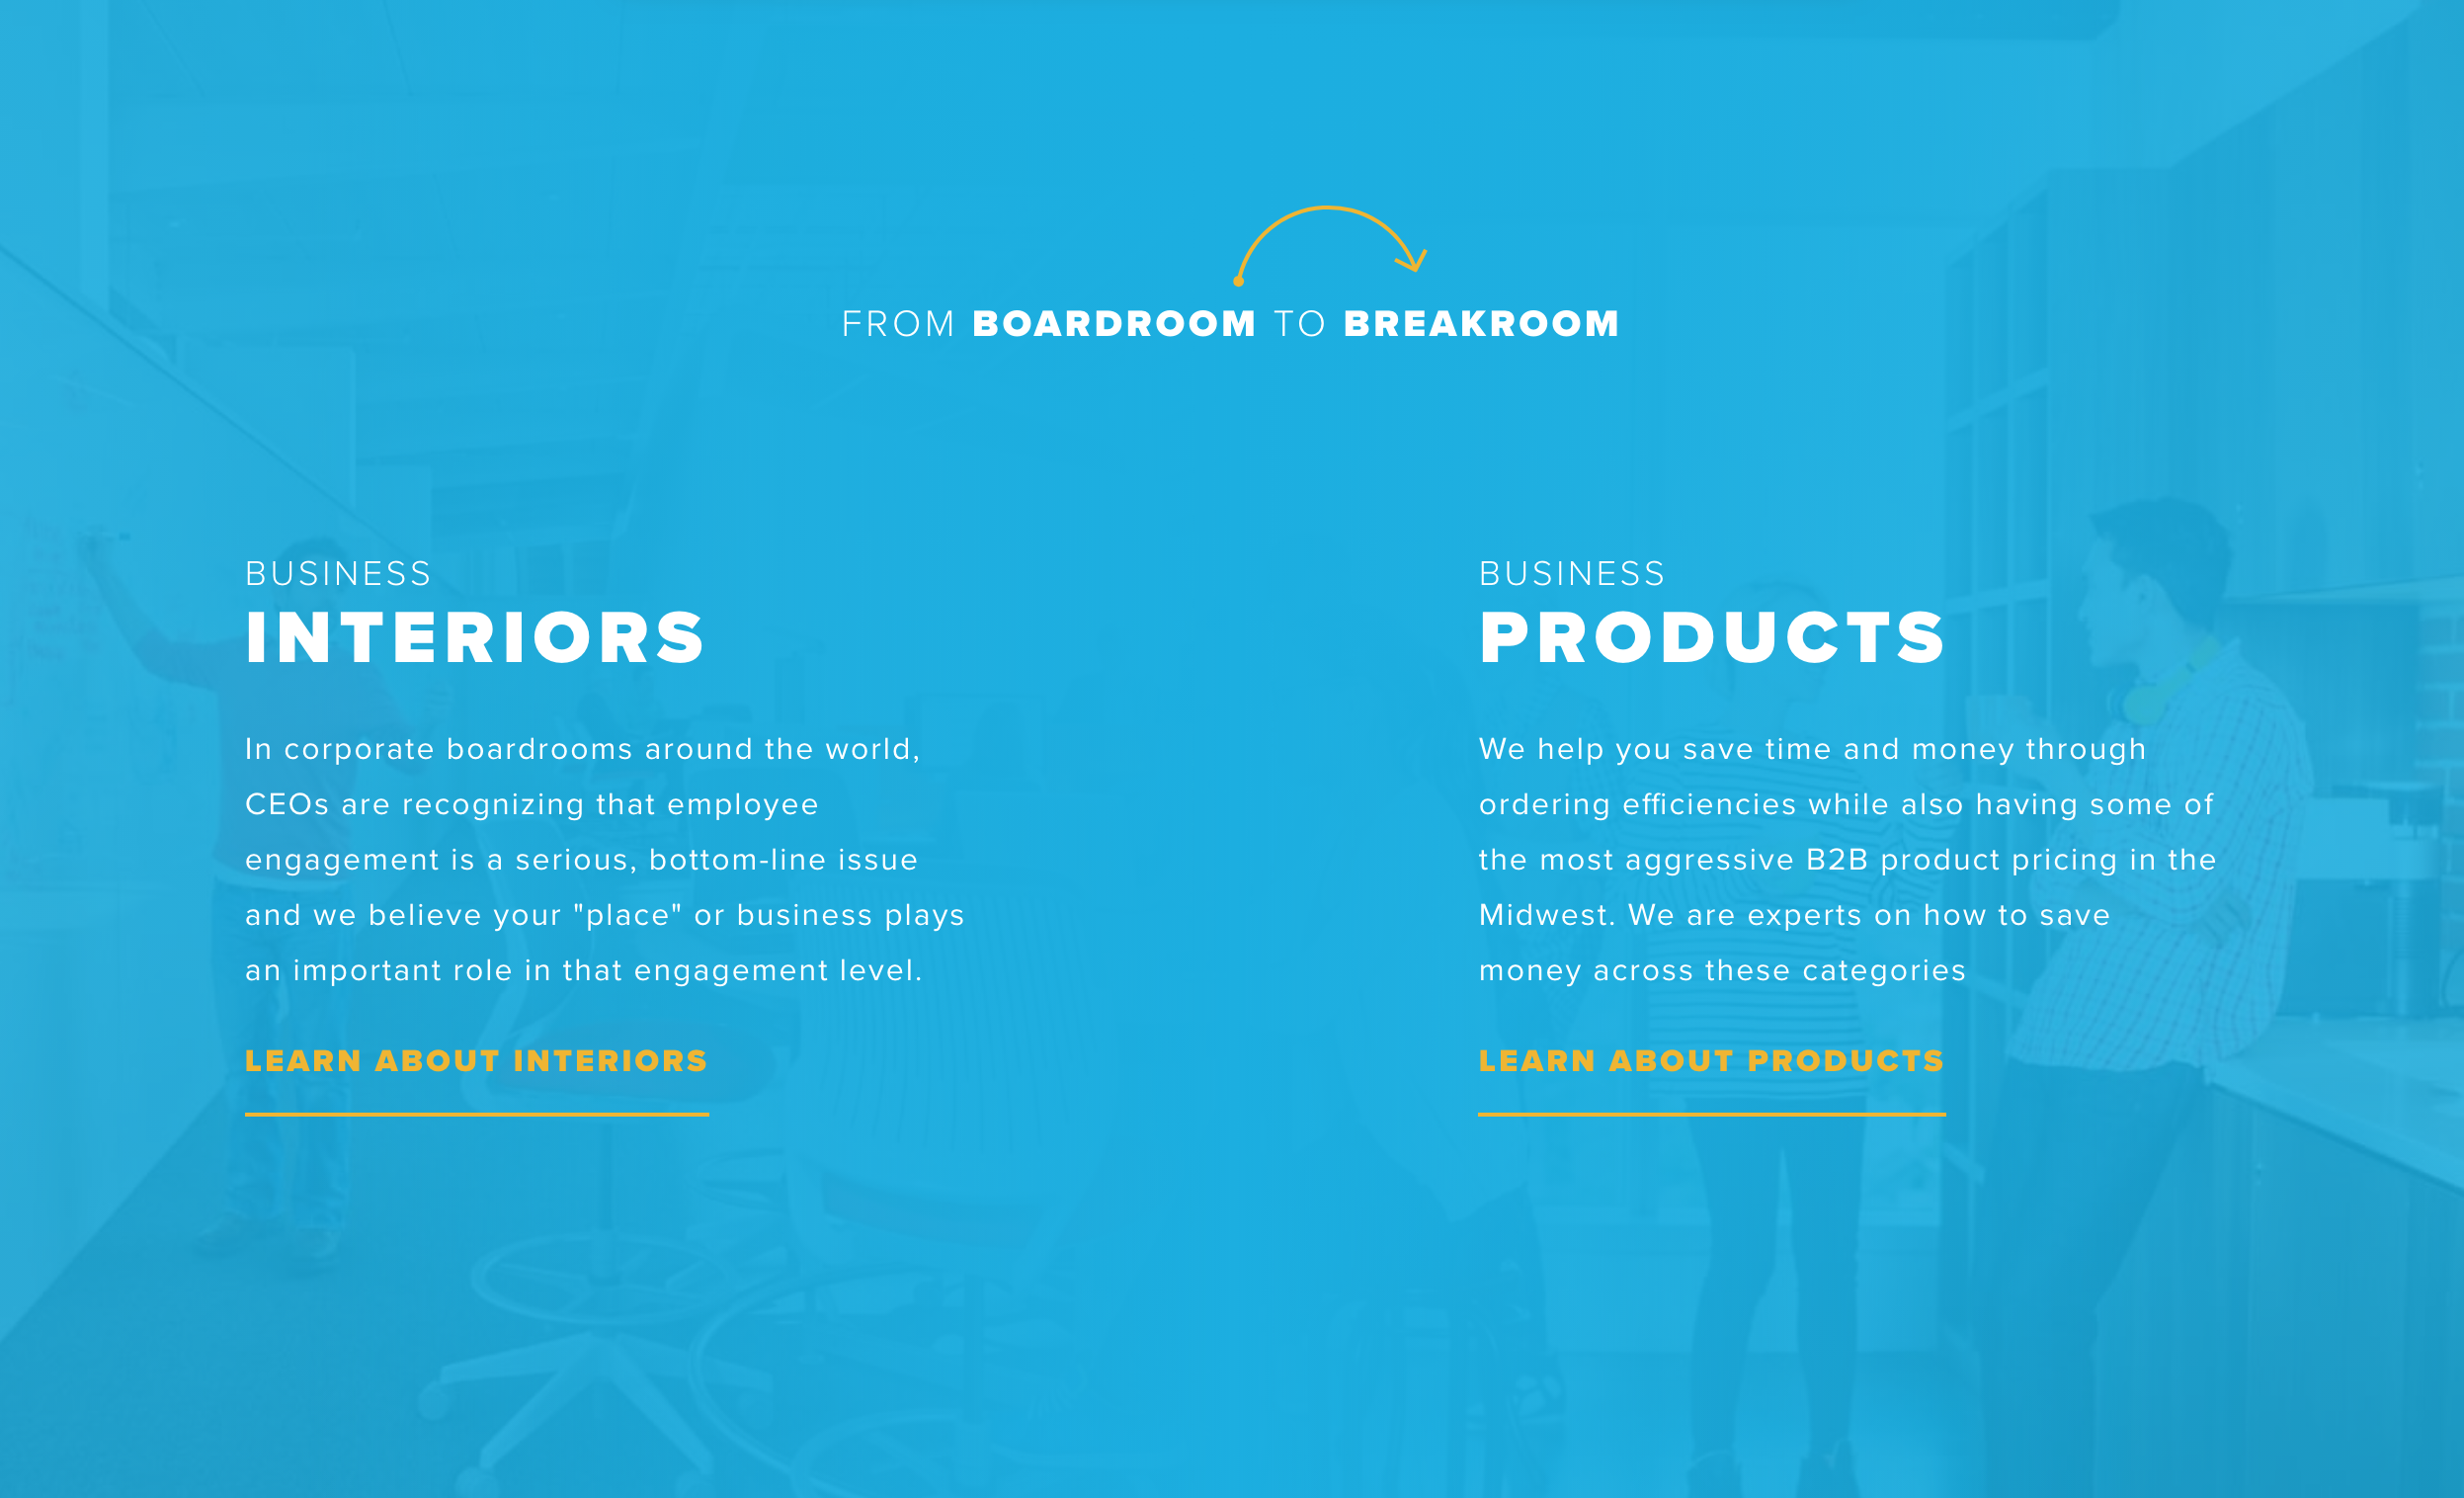 FROM BOARDROOM TO BREAKROOM
BUSINESS
INTERIORS
In corporate boardrooms around the world,
CEOs are recognizing that employee
engagement is a serious, bottom-line issue
and we believe your "place" or business plays
an important role in that engagement level.
LEARN ABOUT INTERIORS
BUSINESS
PRODUCTS
We help you save time and money through
ordering efficiencies while also having some of
the most aggressive B2B product pricing in the
Midwest. We are experts on how to save
money across these categories
LEARN ABOUT PRODUCTS